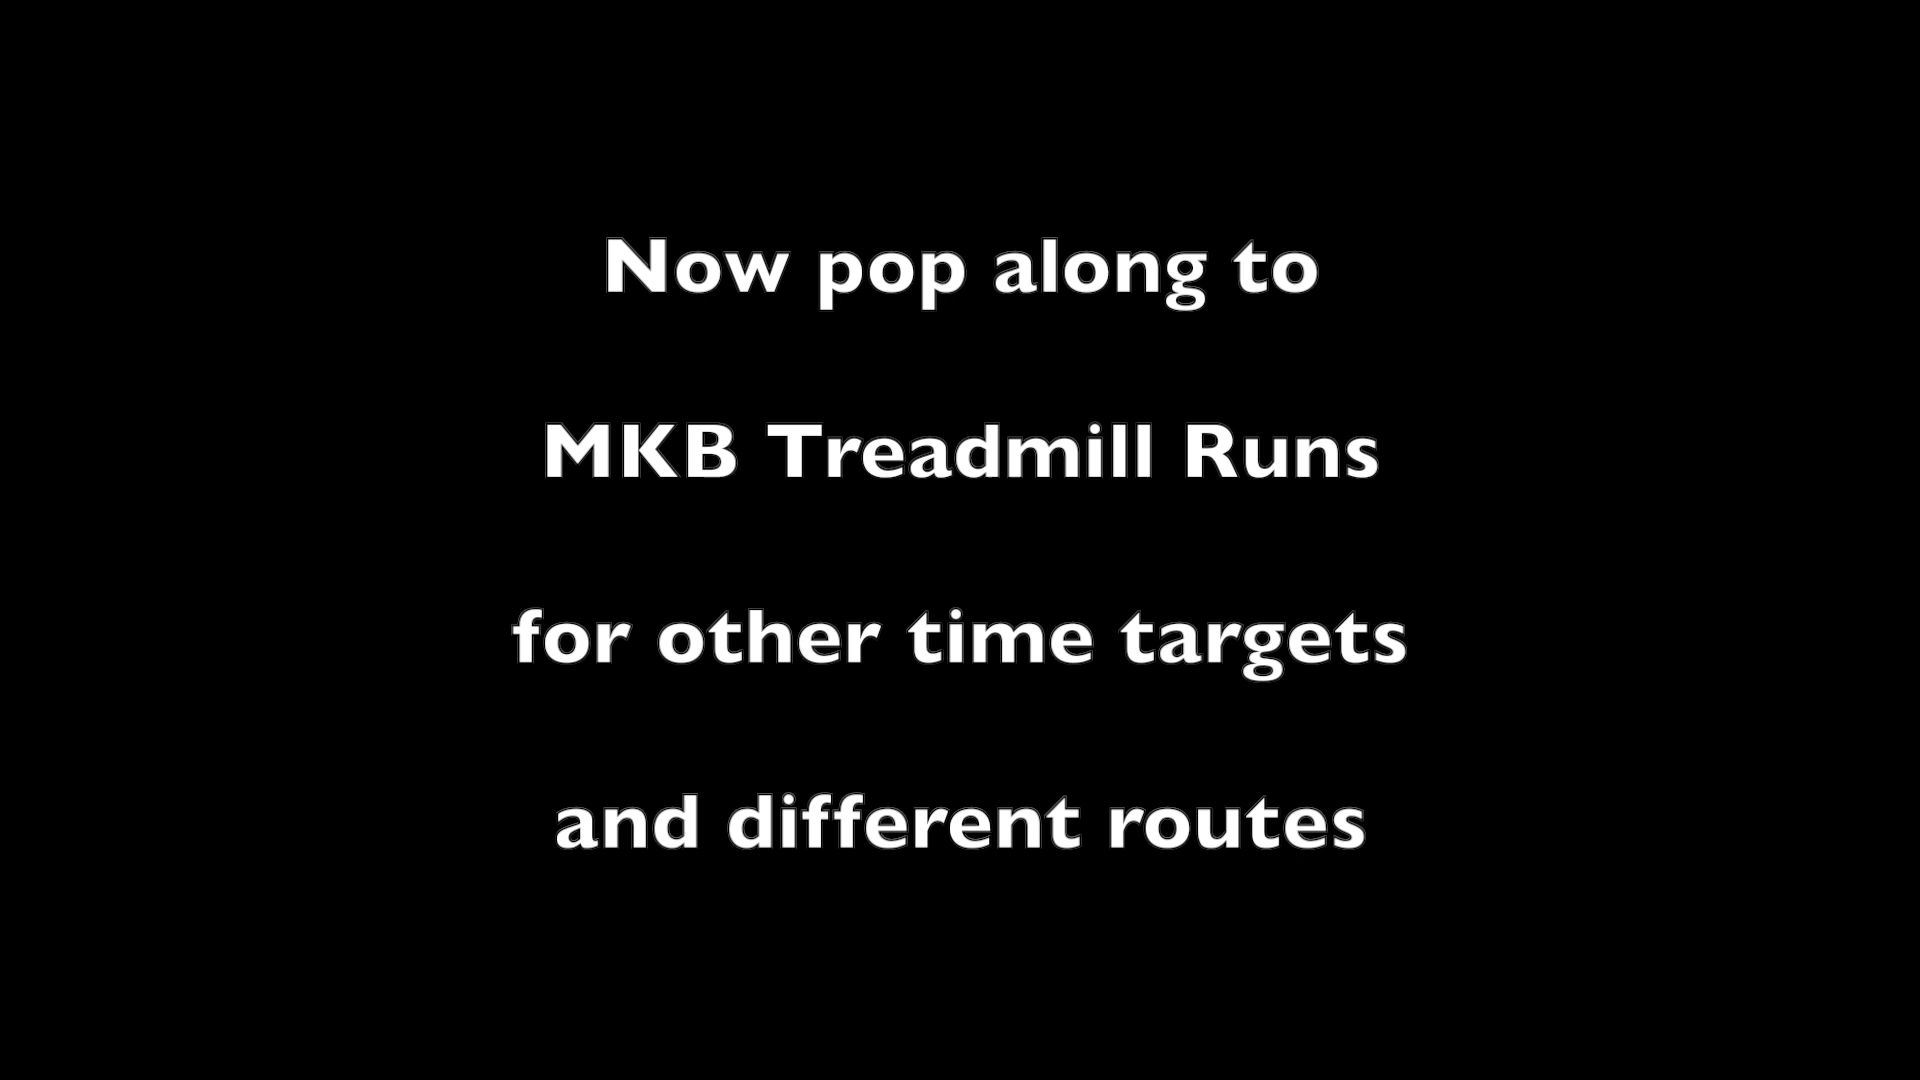 Now pop along to
MKB Treadmill Runs
for other time targets
and different routes